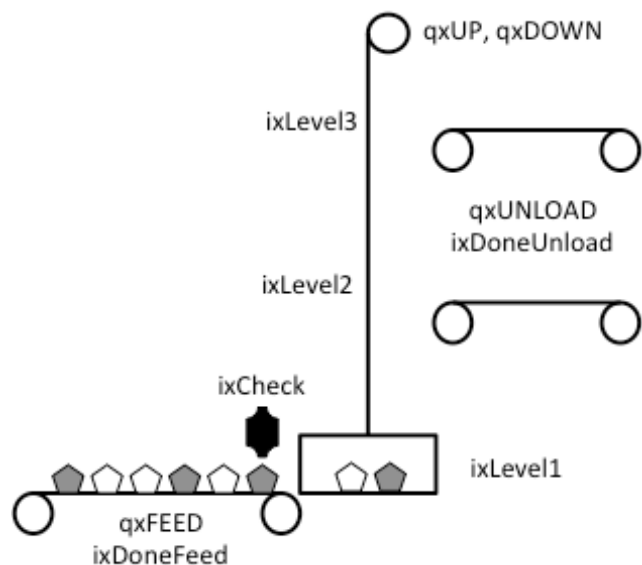 qxUP, qxDOWN
ixLevel3
qxUNLOAD
ixDoneUnload
ixLevel2
ixCheck
ixLevel1
qxFEED
ixDoneFeed